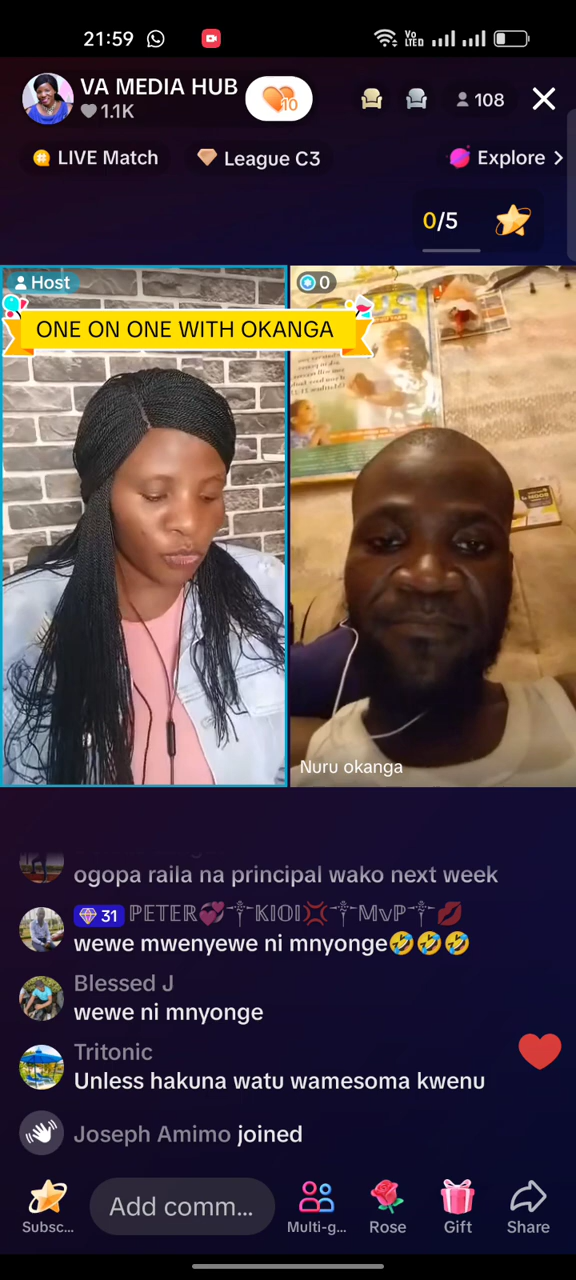 21:59
Vo LTED
VA MEDIA HUB
1.1K
10
108
LIVE Match
League C3
Explore >
0/5
Host
0
ONE ON ONE WITH OKANGA
Nuru okanga
ogopa raila na principal wako next week
31 ℙ𝔼𝕋𝔼ℝ💞⸸𝕂𝕀𝕆𝕀💢⸸𝕄𝕧ℙ⸸💋
wewe mwenyewe ni mnyonge🤣🤣🤣
Blessed J
wewe ni mnyonge
Tritonic
Unless hakuna watu wamesoma kwenu
Joseph Amimo joined
Add comm...
Subsc...
Multi-g...
Rose
Gift
Share